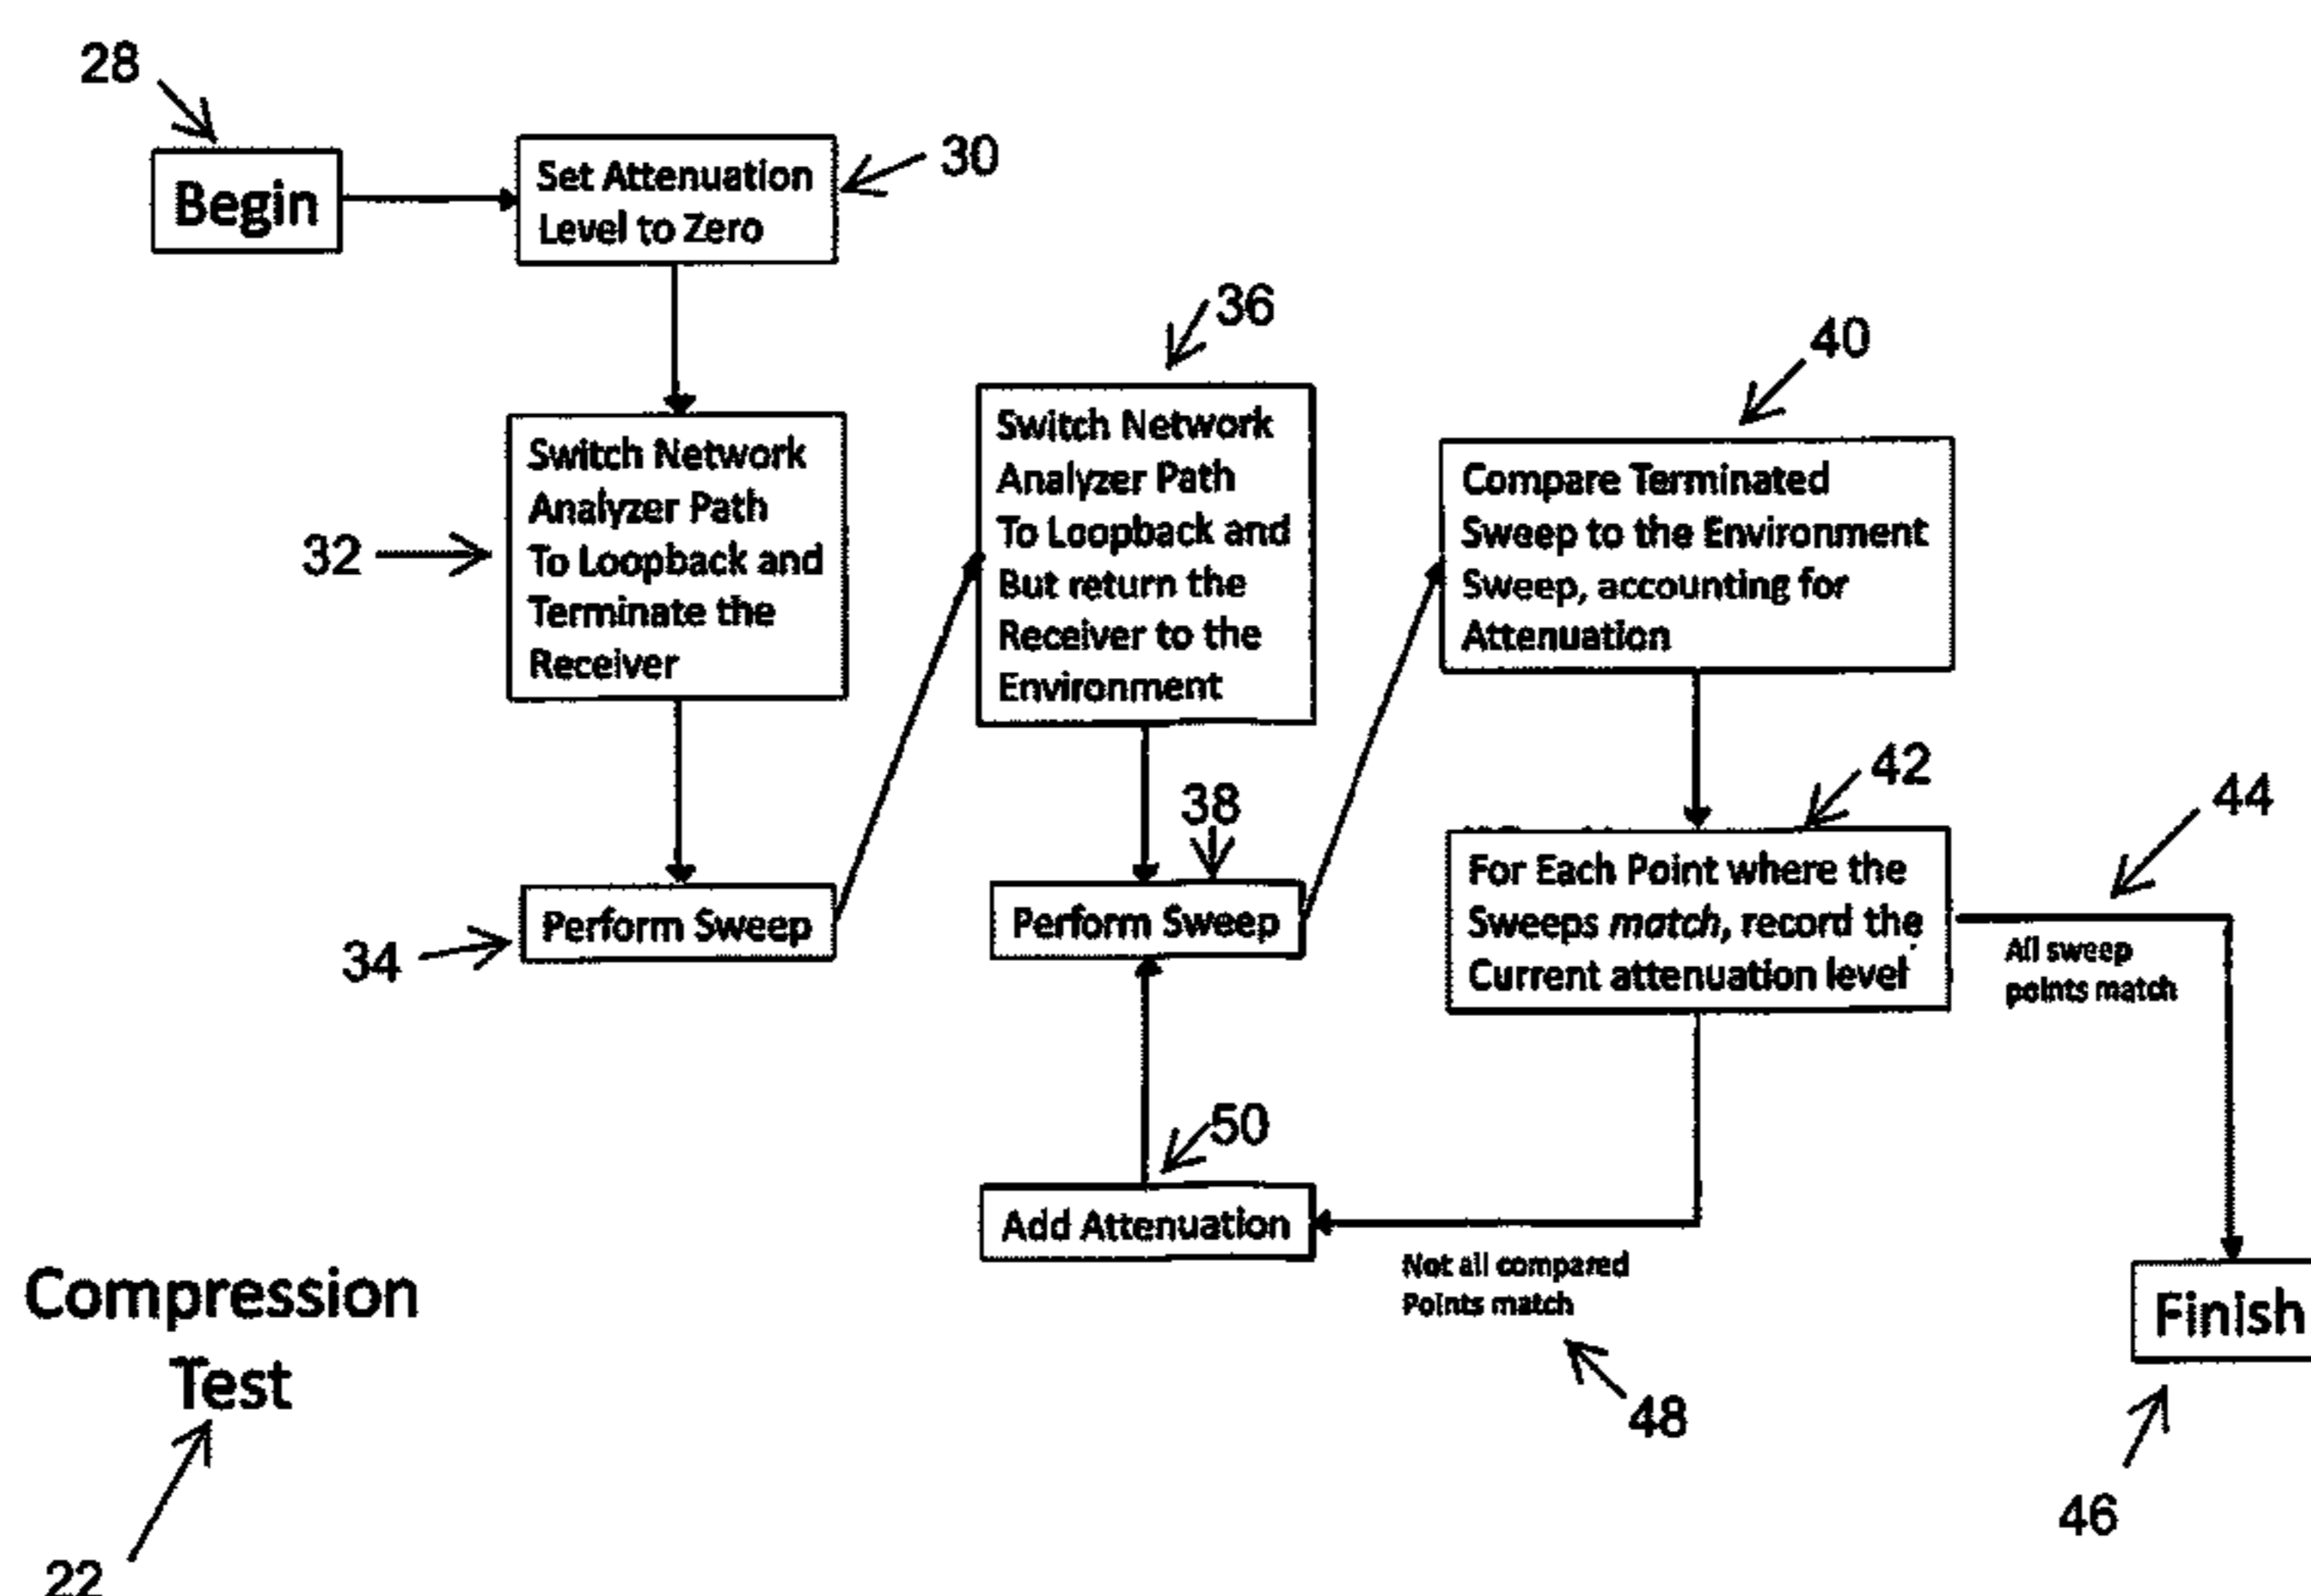 28
Begin
Set Attenuation
Level to Zero
30
32
Switch Network
Analyzer Path
To Loopback and
Terminate the
Receiver
34
Perform Sweep
36
Switch Network
Analyzer Path
To Loopback and
But return the
Receiver to the
Environment
38
Perform Sweep
40
Compare Terminated
Sweep to the Environment
Sweep, accounting for
Attenuation
42
For Each Point where the
Sweeps match, record the
Current attenuation level
44
All sweep
points match
50
Add Attenuation
Not all compared
Points match
48
Finish
46
Compression
Test
22